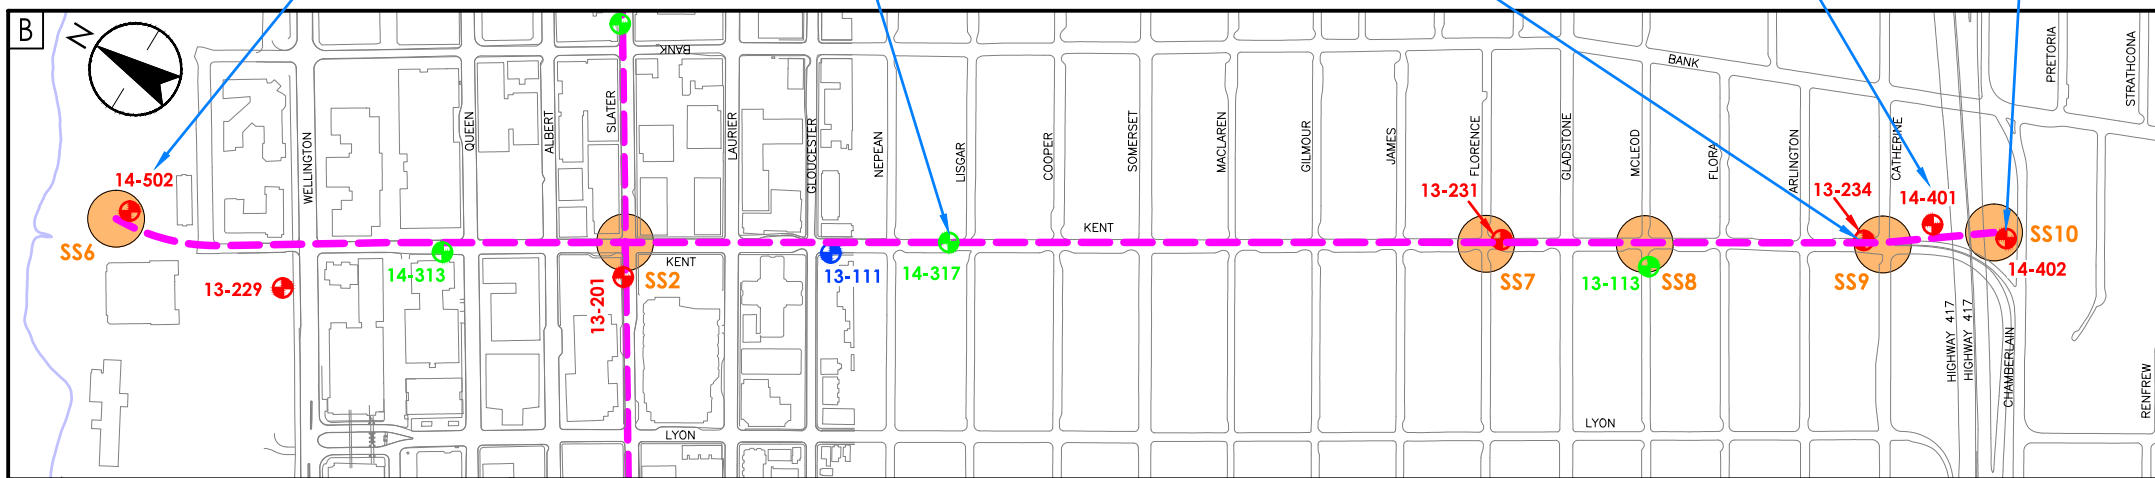 B
N
BANK
BANK
PRETORIA
STRATHCONA
WELLINGTON
QUEEN
ALBERT
SLATER
LAURIER
GLOUCESTER
NEPEAN
LISGAR
COOPER
SOMERSET
MACLAREN
GILMOUR
JAMES
FLORENCE
GLADSTONE
MCLEOD
FLORA
ARLINGTON
CATHERINE
14-502
13-231
13-234
14-401
SS6
KENT
KENT
SS10
14-402
13-229
14-313
13-201
SS2
13-111
14-317
SS7
13-113
SS8
SS9
HIGHWAY 417
HIGHWAY 417
CHAMBERLAIN
RENFREW
LYON
LYON